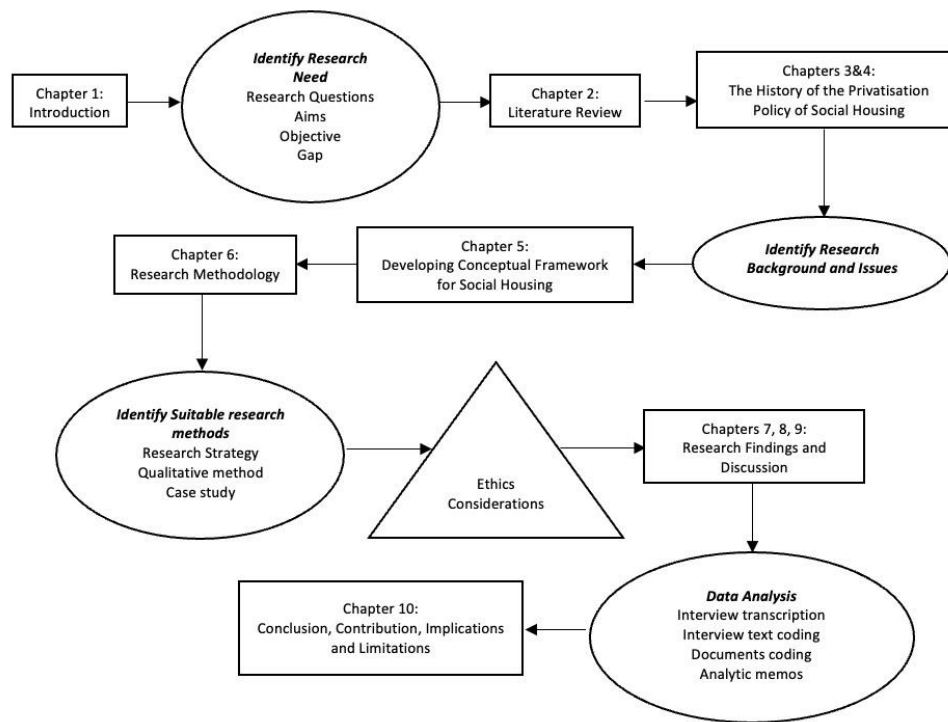 Chapter 1:
Introduction
Identify Research
Need
Research Questions
Aims
Objective
Gap
Chapter 2:
Literature Review
Chapters 3&4:
The History of the Privatisation
Policy of Social Housing
Identify Research
Background and Issues
Chapter 5:
Developing Conceptual Framework
for Social Housing
Chapter 6:
Research Methodology
Identify Suitable research
methods
Research Strategy
Qualitative method
Case study
Ethics
Considerations
Chapters 7, 8, 9:
Research Findings and
Discussion
Data Analysis
Interview transcription
Interview text coding
Documents coding
Analytic memos
Chapter 10:
Conclusion, Contribution, Implications
and Limitations